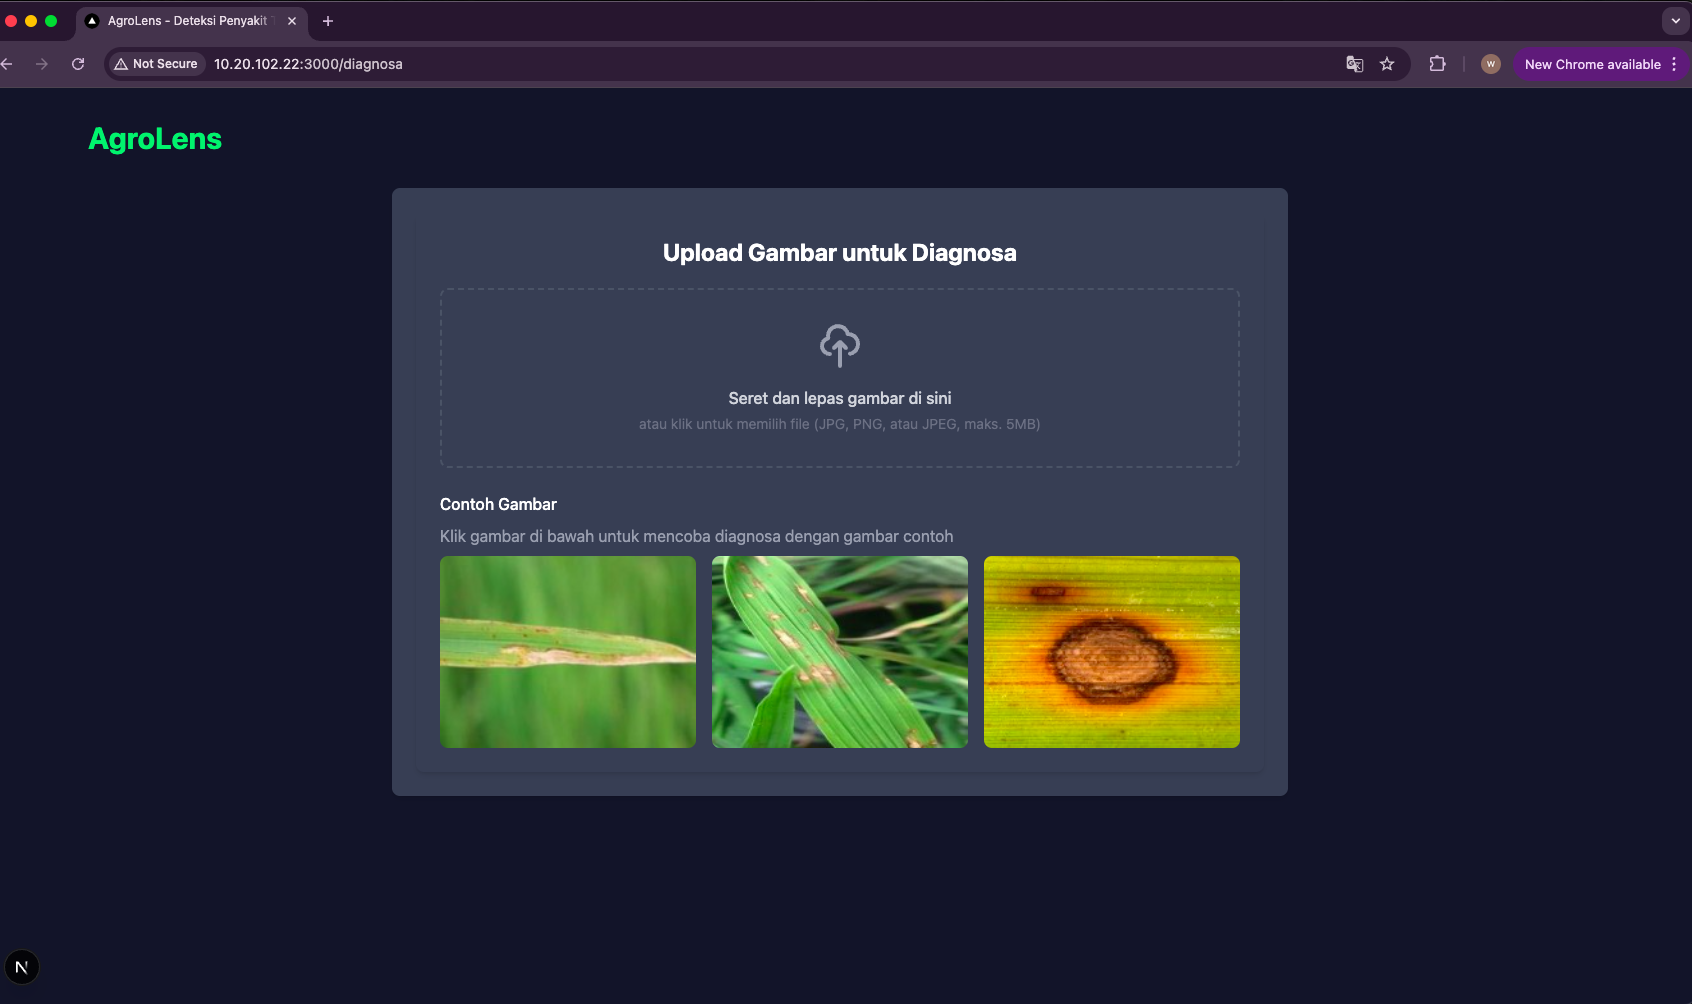 AgroLens - Deteksi Penyakit
Not Secure
10.20.102.22:3000/diagnosa
W
New Chrome available
AgroLens
Upload Gambar untuk Diagnosa
Seret dan lepas gambar di sini
atau klik untuk memilih file (JPG, PNG, atau JPEG, maks. 5MB)
Contoh Gambar
Klik gambar di bawah untuk mencoba diagnosa dengan gambar contoh
N